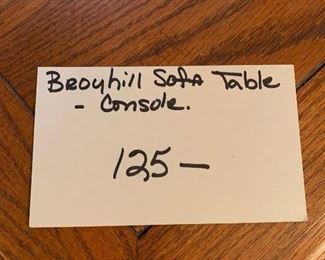 Broyhill Sofa Table
- Console.
125 —